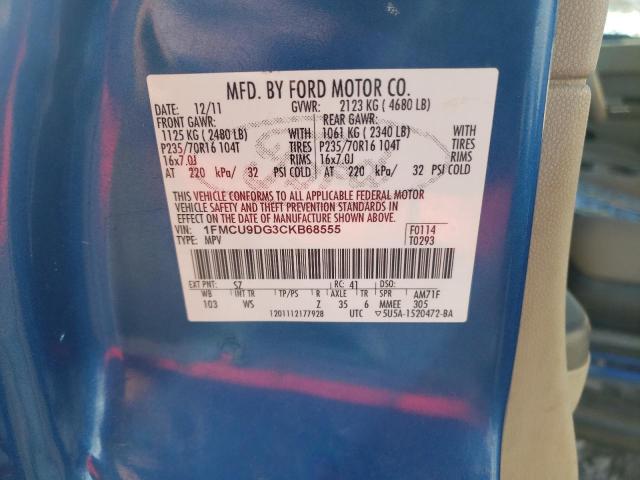 MFD. BY FORD MOTOR CO.
DATE: 12/11 GVWR: 2123 KG ( 4680 LB)
FRONT GAWR: REAR GAWR:
1125 KG ( 2480 LB) WITH 1061 KG ( 2340 LB) WITH
P235/70R16 104T TIRES P235/70R16 104T TIRES
16x7.0J RIMS 16x7.0J RIMS
AT 220 kPa/ 32 PSI COLD AT 220 kPa/ 32 PSI COLD
THIS VEHICLE CONFORMS TO ALL APPLICABLE FEDERAL MOTOR
VEHICLE SAFETY AND THEFT PREVENTION STANDARDS IN
EFFECT ON THE DATE OF MANUFACTURE SHOWN ABOVE.
VIN: 1FMCU9DG3CKB68555 F0114
TYPE: MPV T0293
EXT PNT: SZ RC: 41 DSO:
WB INT TR TP/PS R AXLE TR SPR AM71F
103 WS Z 35 6 MMEE 305
1201112177928 UTC 5U5A-1520472-BA
Ford